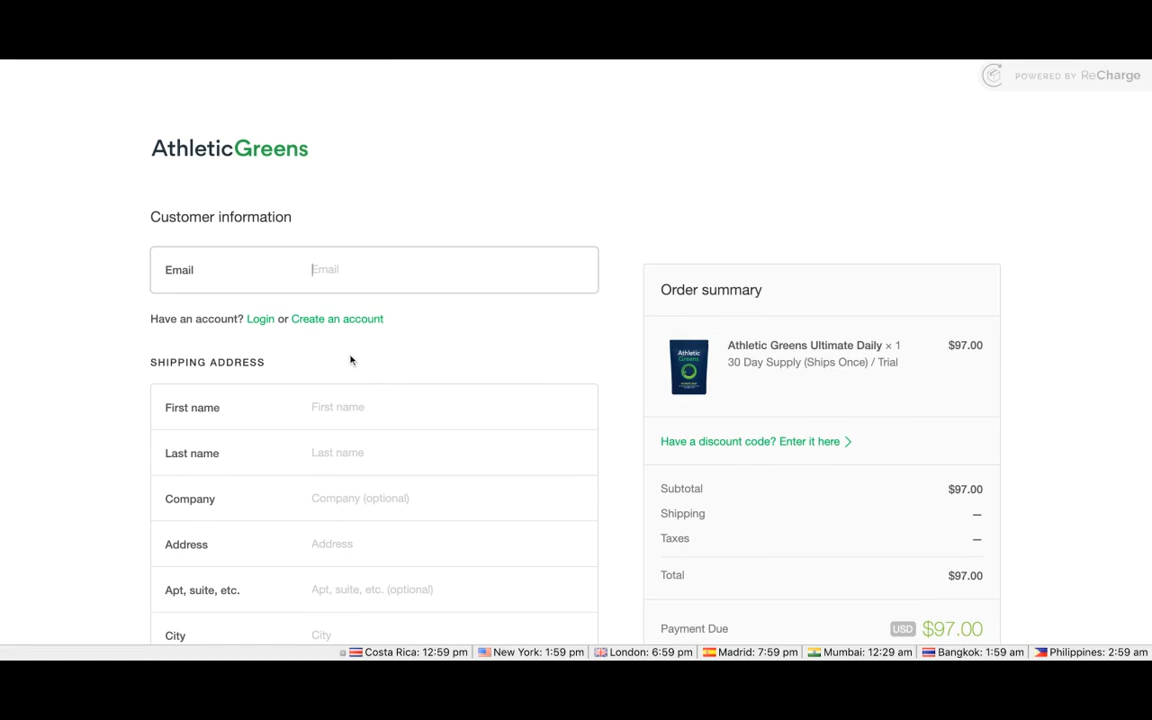 POWERED BY ReCharge
AthleticGreens
Customer information
Email Email
Have an account? Login or Create an account
SHIPPING ADDRESS
First name First name
Last name Last name
Company Company (optional)
Address Address
Apt, suite, etc. Apt, suite, etc. (optional)
City City
Order summary
Athletic Greens
Athletic Greens Ultimate Daily × 1 $97.00
30 Day Supply (Ships Once) / Trial
Have a discount code? Enter it here
Subtotal $97.00
Shipping —
Taxes —
Total $97.00
Payment Due USD $97.00
Costa Rica: 12:59 pm New York: 1:59 pm London: 6:59 pm Madrid: 7:59 pm Mumbai: 12:29 am Bangkok: 1:59 am Philippines: 2:59 am